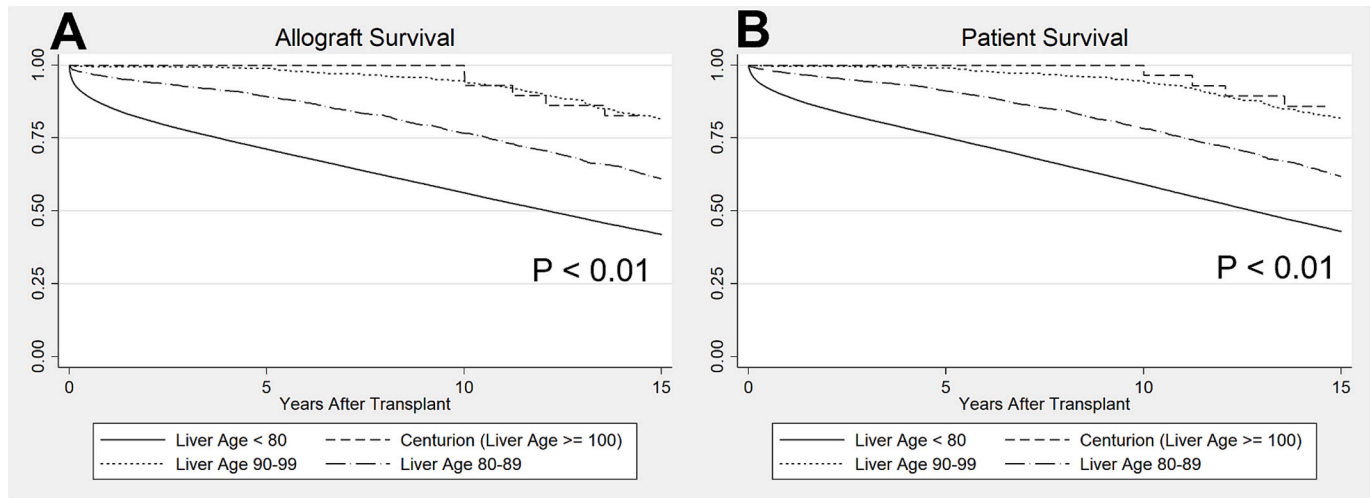 A
Allograft Survival
1.00
0.75
0.50
0.25
0.00
P < 0.01
0 5 10 15
Years After Transplant
Liver Age < 80 Centurion (Liver Age >= 100)
Liver Age 90-99 Liver Age 80-89
B
Patient Survival
1.00
0.75
0.50
0.25
0.00
P < 0.01
0 5 10 15
Years After Transplant
Liver Age < 80 Centurion (Liver Age >= 100)
Liver Age 90-99 Liver Age 80-89